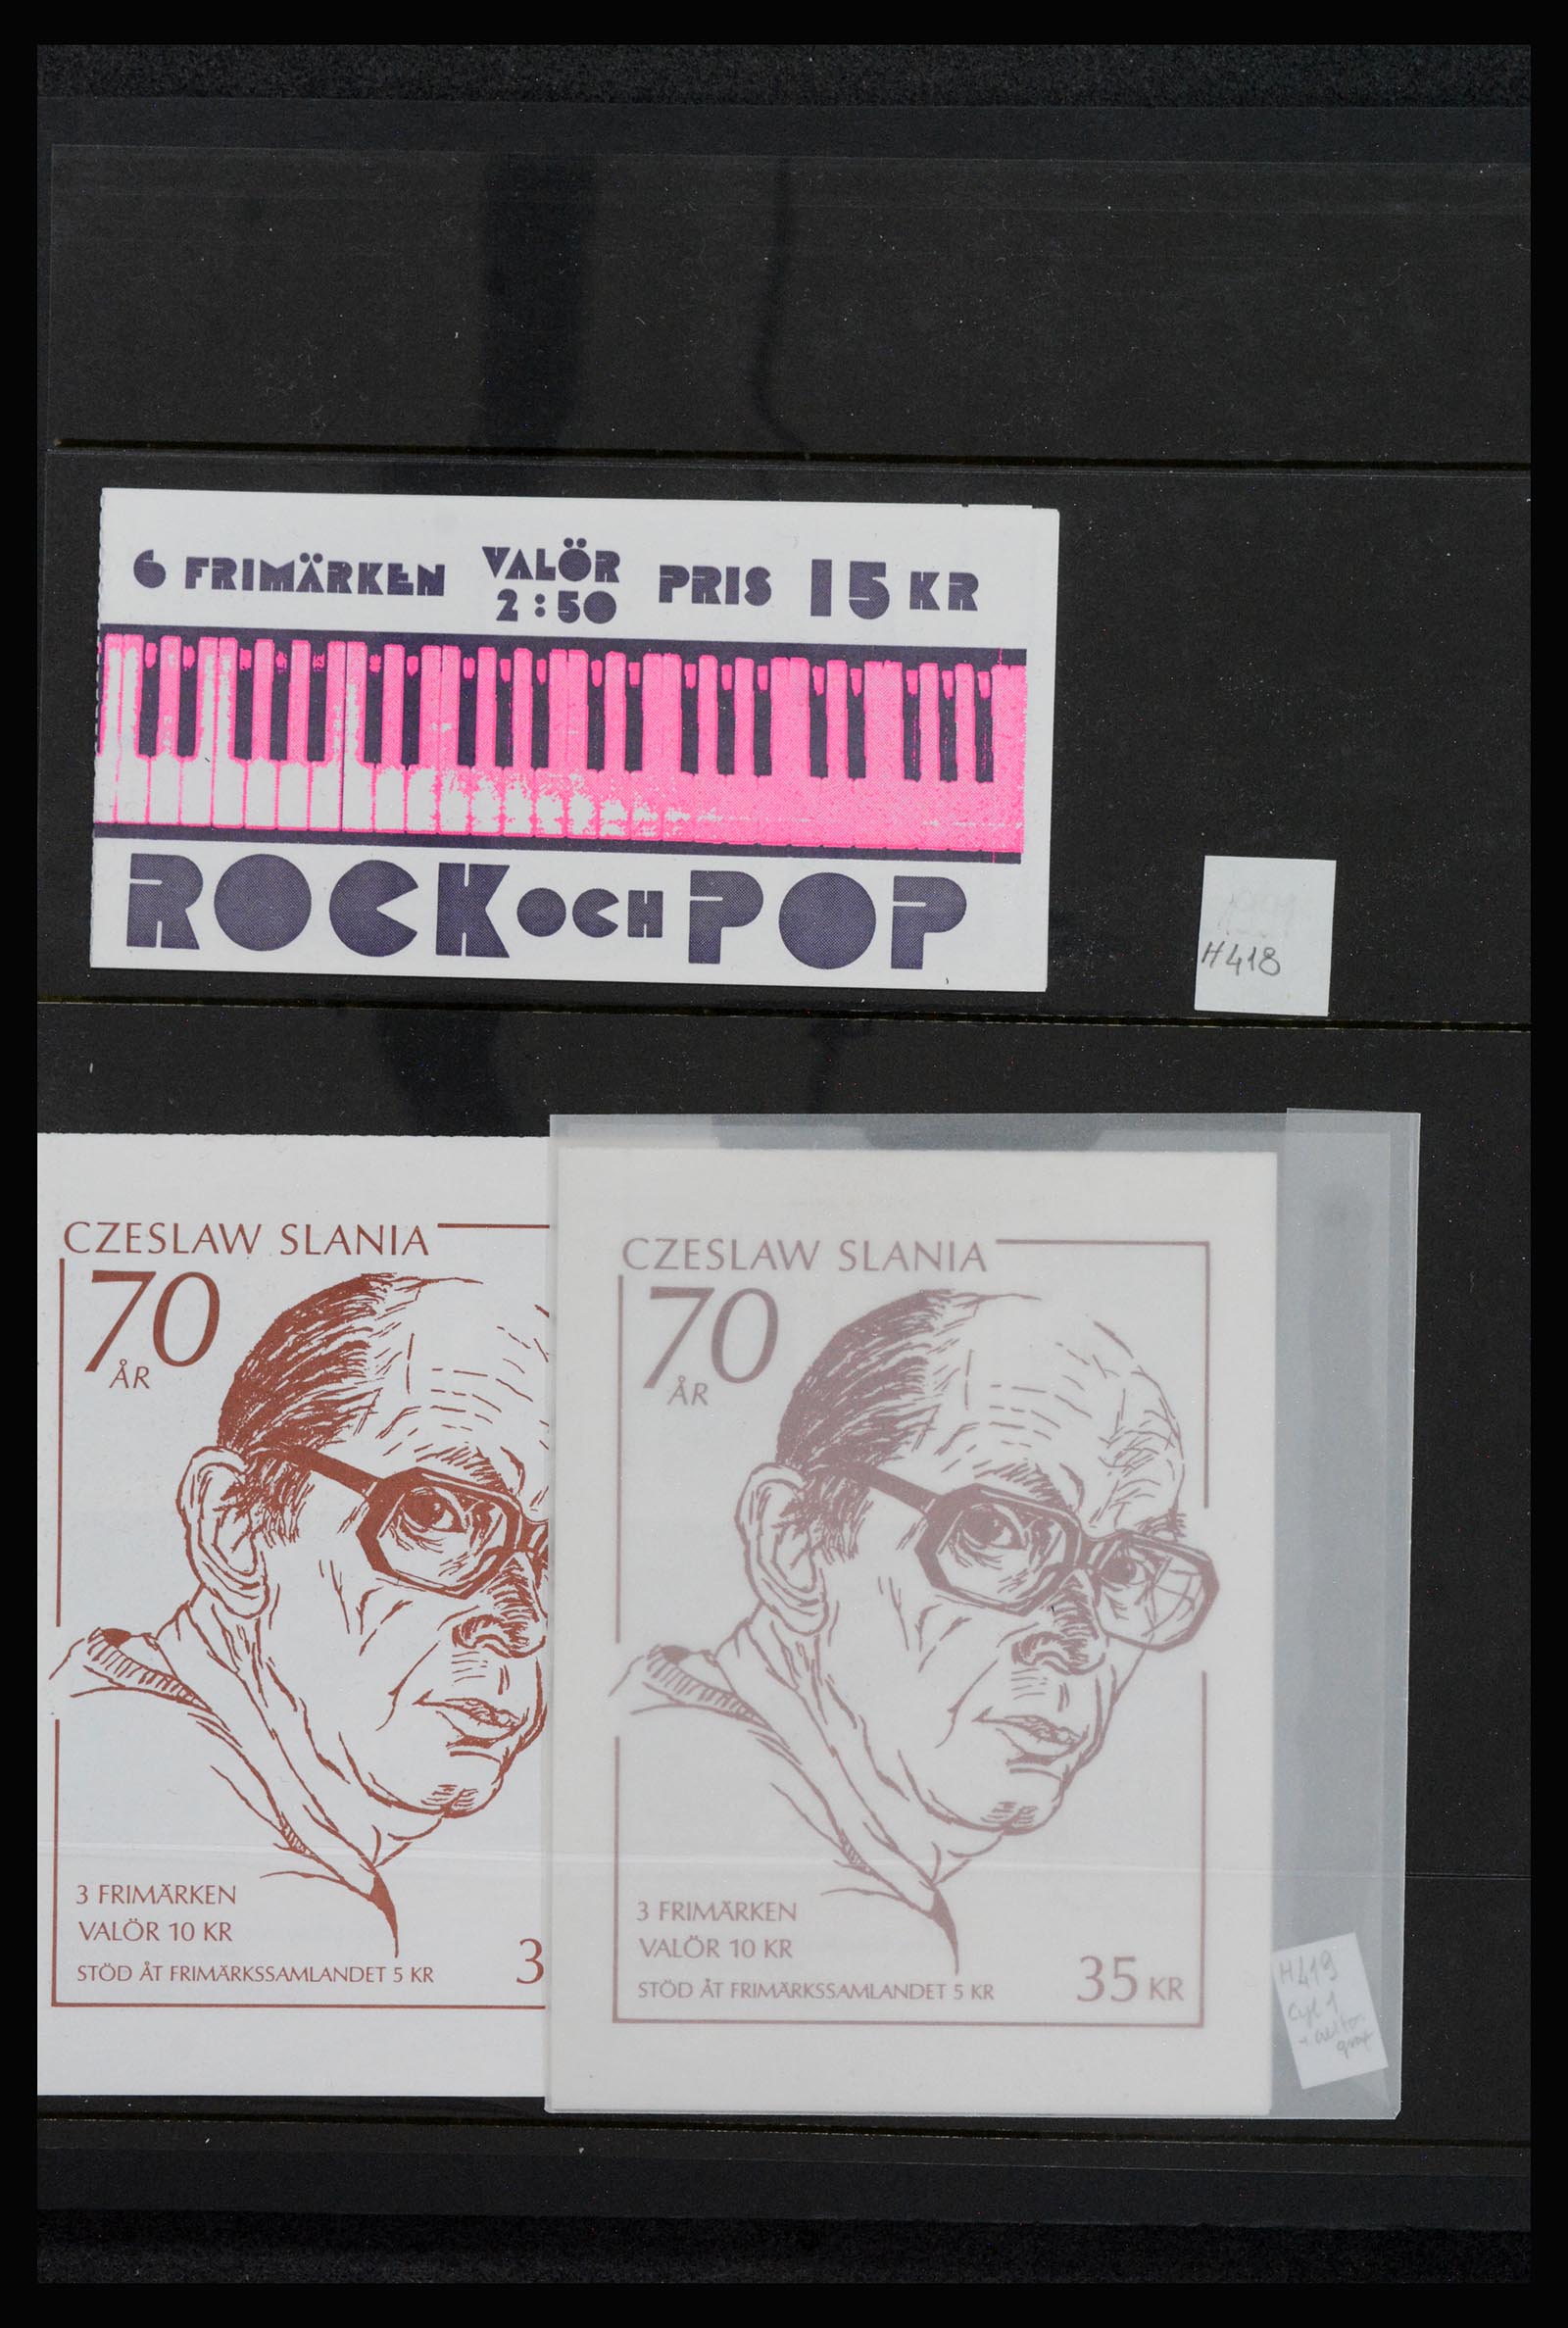 6 FRIMÄRKEN VALÖR 2:50 PRIS 15 KR
ROCK OCH POP
H418
CZESLAW SLANIA
70
ÅR
3 FRIMÄRKEN
VALÖR 10 KR
STÖD ÅT FRIMÄRKSSAMLANDET 5 KR
3
CZESLAW SLANIA
70
ÅR
3 FRIMÄRKEN
VALÖR 10 KR
STÖD ÅT FRIMÄRKSSAMLANDET 5 KR
35 KR
H419
Cyl 1